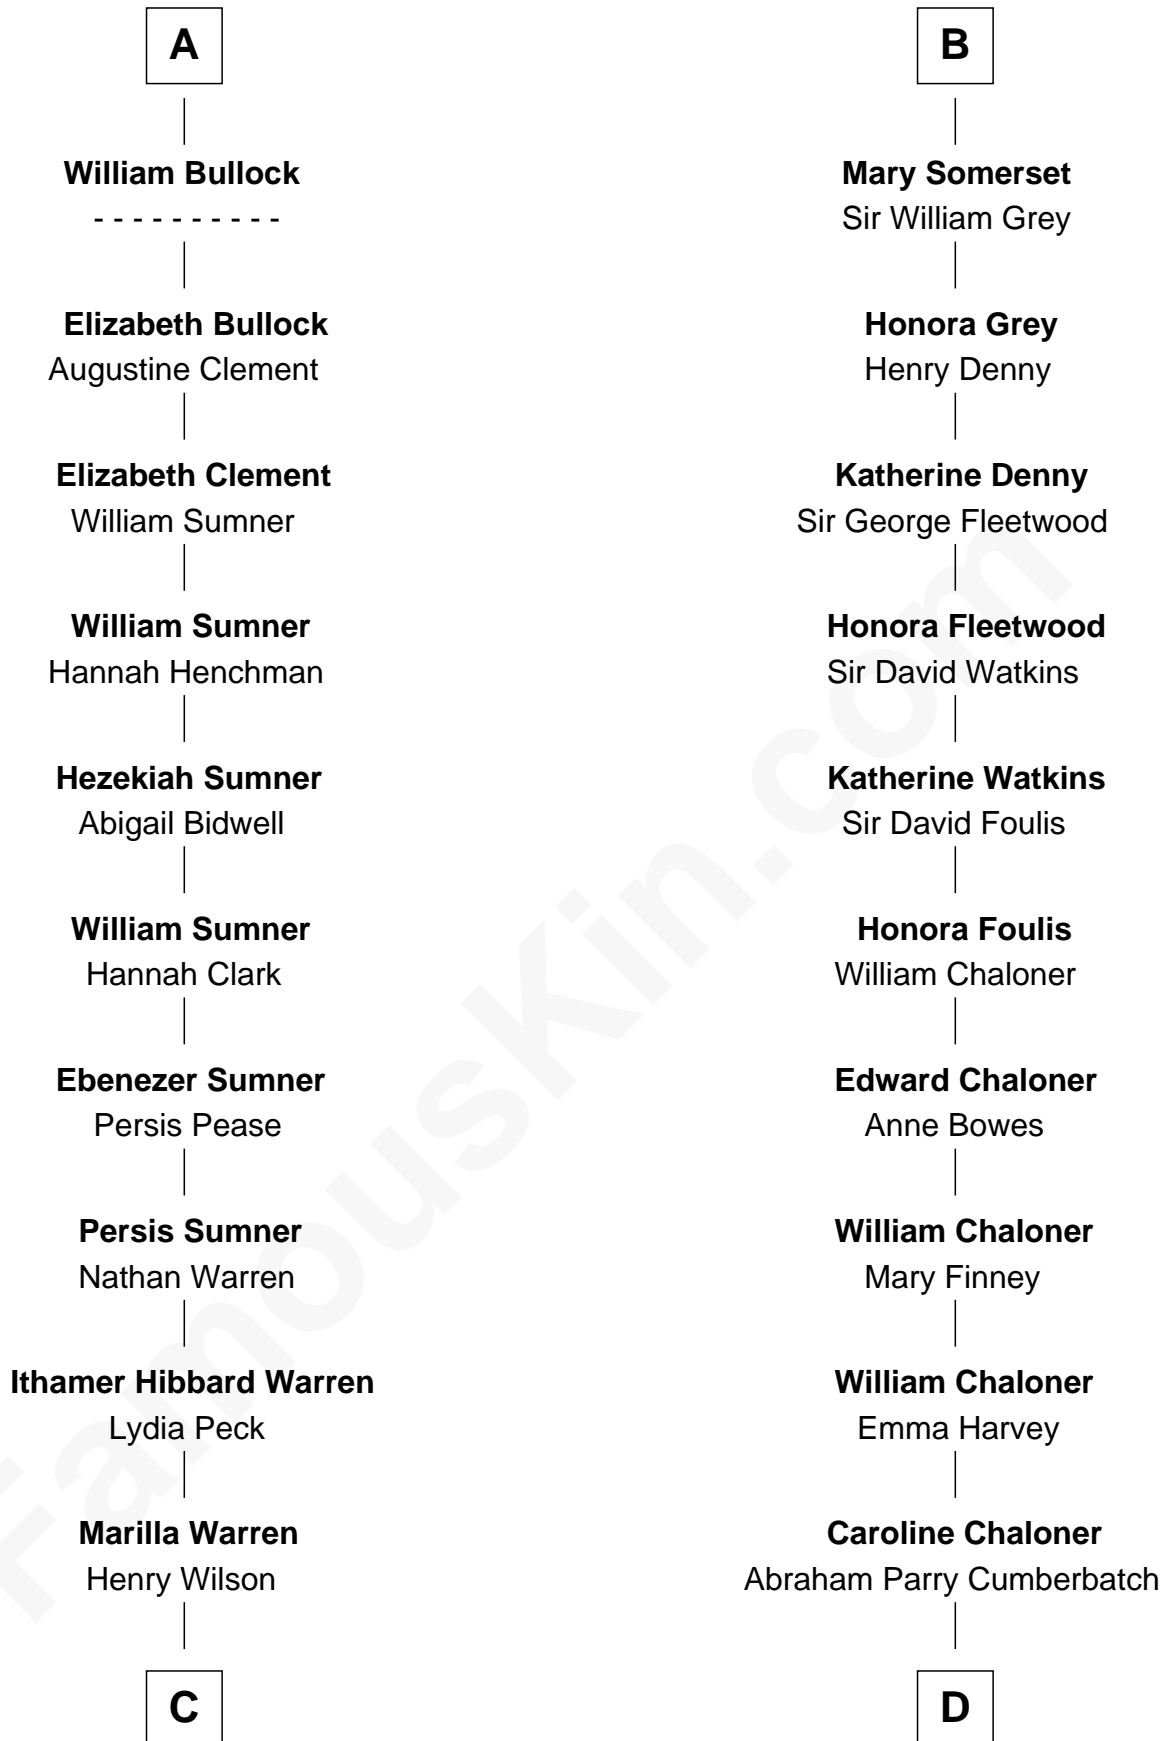 A
William Bullock
- - - - - - - - - -
Elizabeth Bullock
Augustine Clement
Elizabeth Clement
William Sumner
William Sumner
Hannah Henchman
Hezekiah Sumner
Abigail Bidwell
William Sumner
Hannah Clark
Ebenezer Sumner
Persis Pease
Persis Sumner
Nathan Warren
Ithamer Hibbard Warren
Lydia Peck
Marilla Warren
Henry Wilson
C
B
Mary Somerset
Sir William Grey
Honora Grey
Henry Denny
Katherine Denny
Sir George Fleetwood
Honora Fleetwood
Sir David Watkins
Katherine Watkins
Sir David Foulis
Honora Foulis
William Chaloner
Edward Chaloner
Anne Bowes
William Chaloner
Mary Finney
William Chaloner
Emma Harvey
Caroline Chaloner
Abraham Parry Cumberbatch
D
FamousKin.com